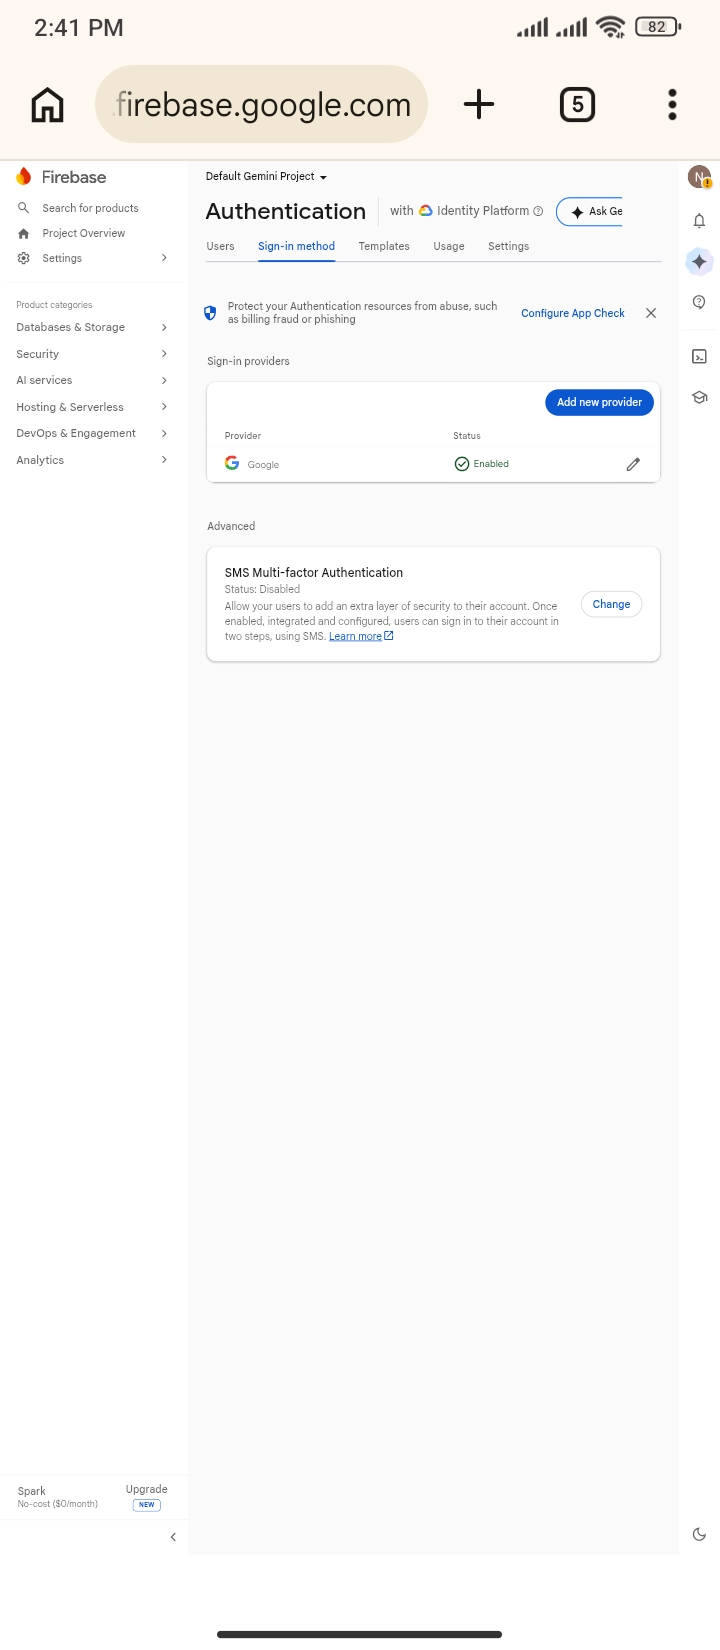 2:41 PM
82
.firebase.google.com
5
Firebase
Search for products
Project Overview
Settings
Product categories
Databases & Storage
Security
AI services
Hosting & Serverless
DevOps & Engagement
Analytics
Spark
No-cost ($0/month)
Upgrade
NEW
Default Gemini Project
Authentication
with Identity Platform
Ask Ge
N
Users Sign-in method Templates Usage Settings
Protect your Authentication resources from abuse, such
as billing fraud or phishing
Configure App Check
Sign-in providers
Add new provider
Provider Status
Google Enabled
Advanced
SMS Multi-factor Authentication
Status: Disabled
Allow your users to add an extra layer of security to their account. Once
enabled, integrated and configured, users can sign in to their account in
two steps, using SMS. Learn more
Change